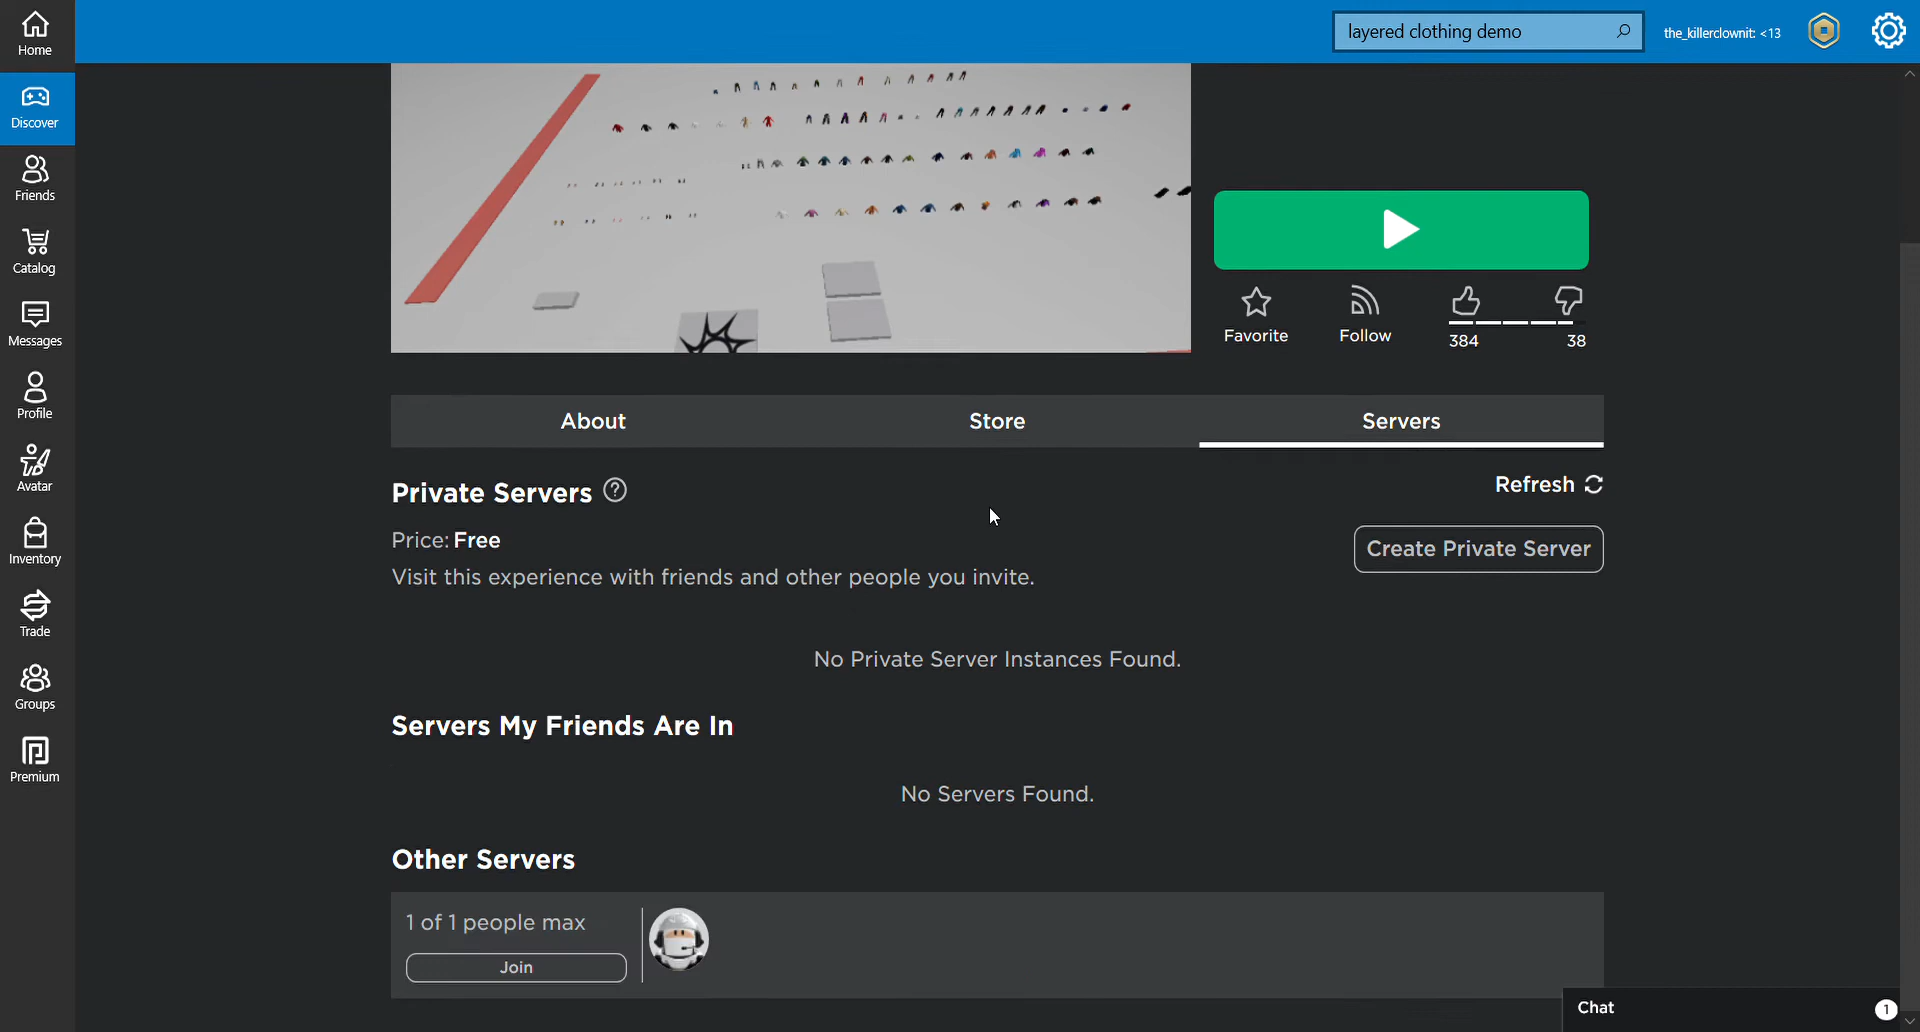 Home
Discover
Friends
Catalog
Messages
Profile
Avatar
Inventory
Trade
Groups
Premium
layered clothing demo
the_killerclownit: <13
Favorite
Follow
384
38
About
Store
Servers
Private Servers ?
Refresh
Price: Free
Create Private Server
Visit this experience with friends and other people you invite.
No Private Server Instances Found.
Servers My Friends Are In
No Servers Found.
Other Servers
1 of 1 people max
Join
Chat
1